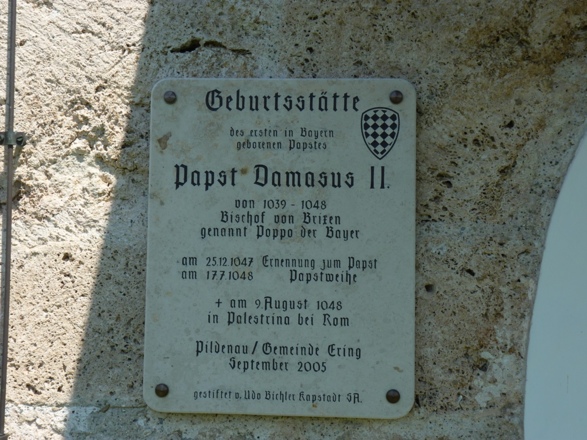 Geburtsstätte
des ersten in Bayern
geborenen Papstes
Papst Damasus II.
von 1039 - 1048
Bischof von Brixen
genannt Poppo der Bayer
am 25.12.1047 Ernennung zum Papst
am 17.7.1048 Papstweihe
+ am 9. August 1048
in Palestrina bei Rom
Pildenau/Gemeinde Ering
September 2005
gestiftet v. Udo Bichler Kapstadt SA.